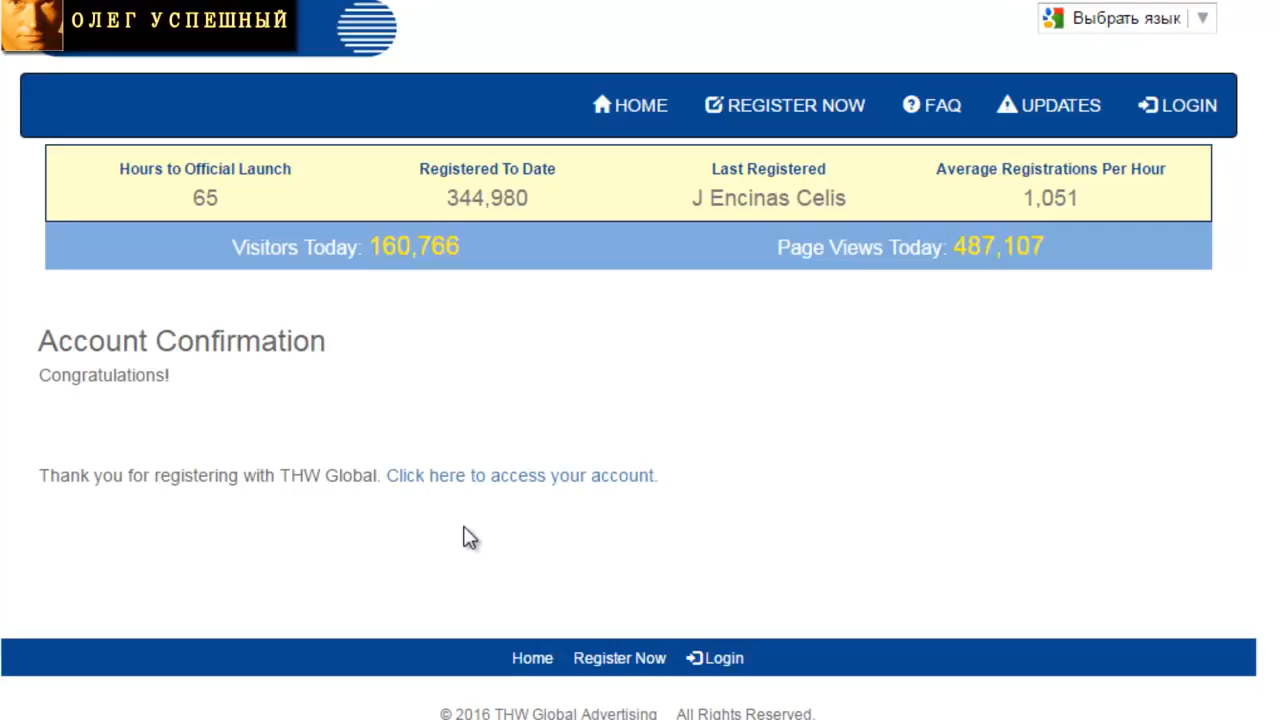 ОЛЕГ УСПЕШНЫЙ
Выбрать язык
HOME REGISTER NOW FAQ UPDATES LOGIN
Hours to Official Launch Registered To Date Last Registered Average Registrations Per Hour
65 344,980 J Encinas Celis 1,051
Visitors Today: 160,766 Page Views Today: 487,107
Account Confirmation
Congratulations!
Thank you for registering with THW Global. Click here to access your account.
Home Register Now Login
© 2016 THW Global Advertising All Rights Reserved.